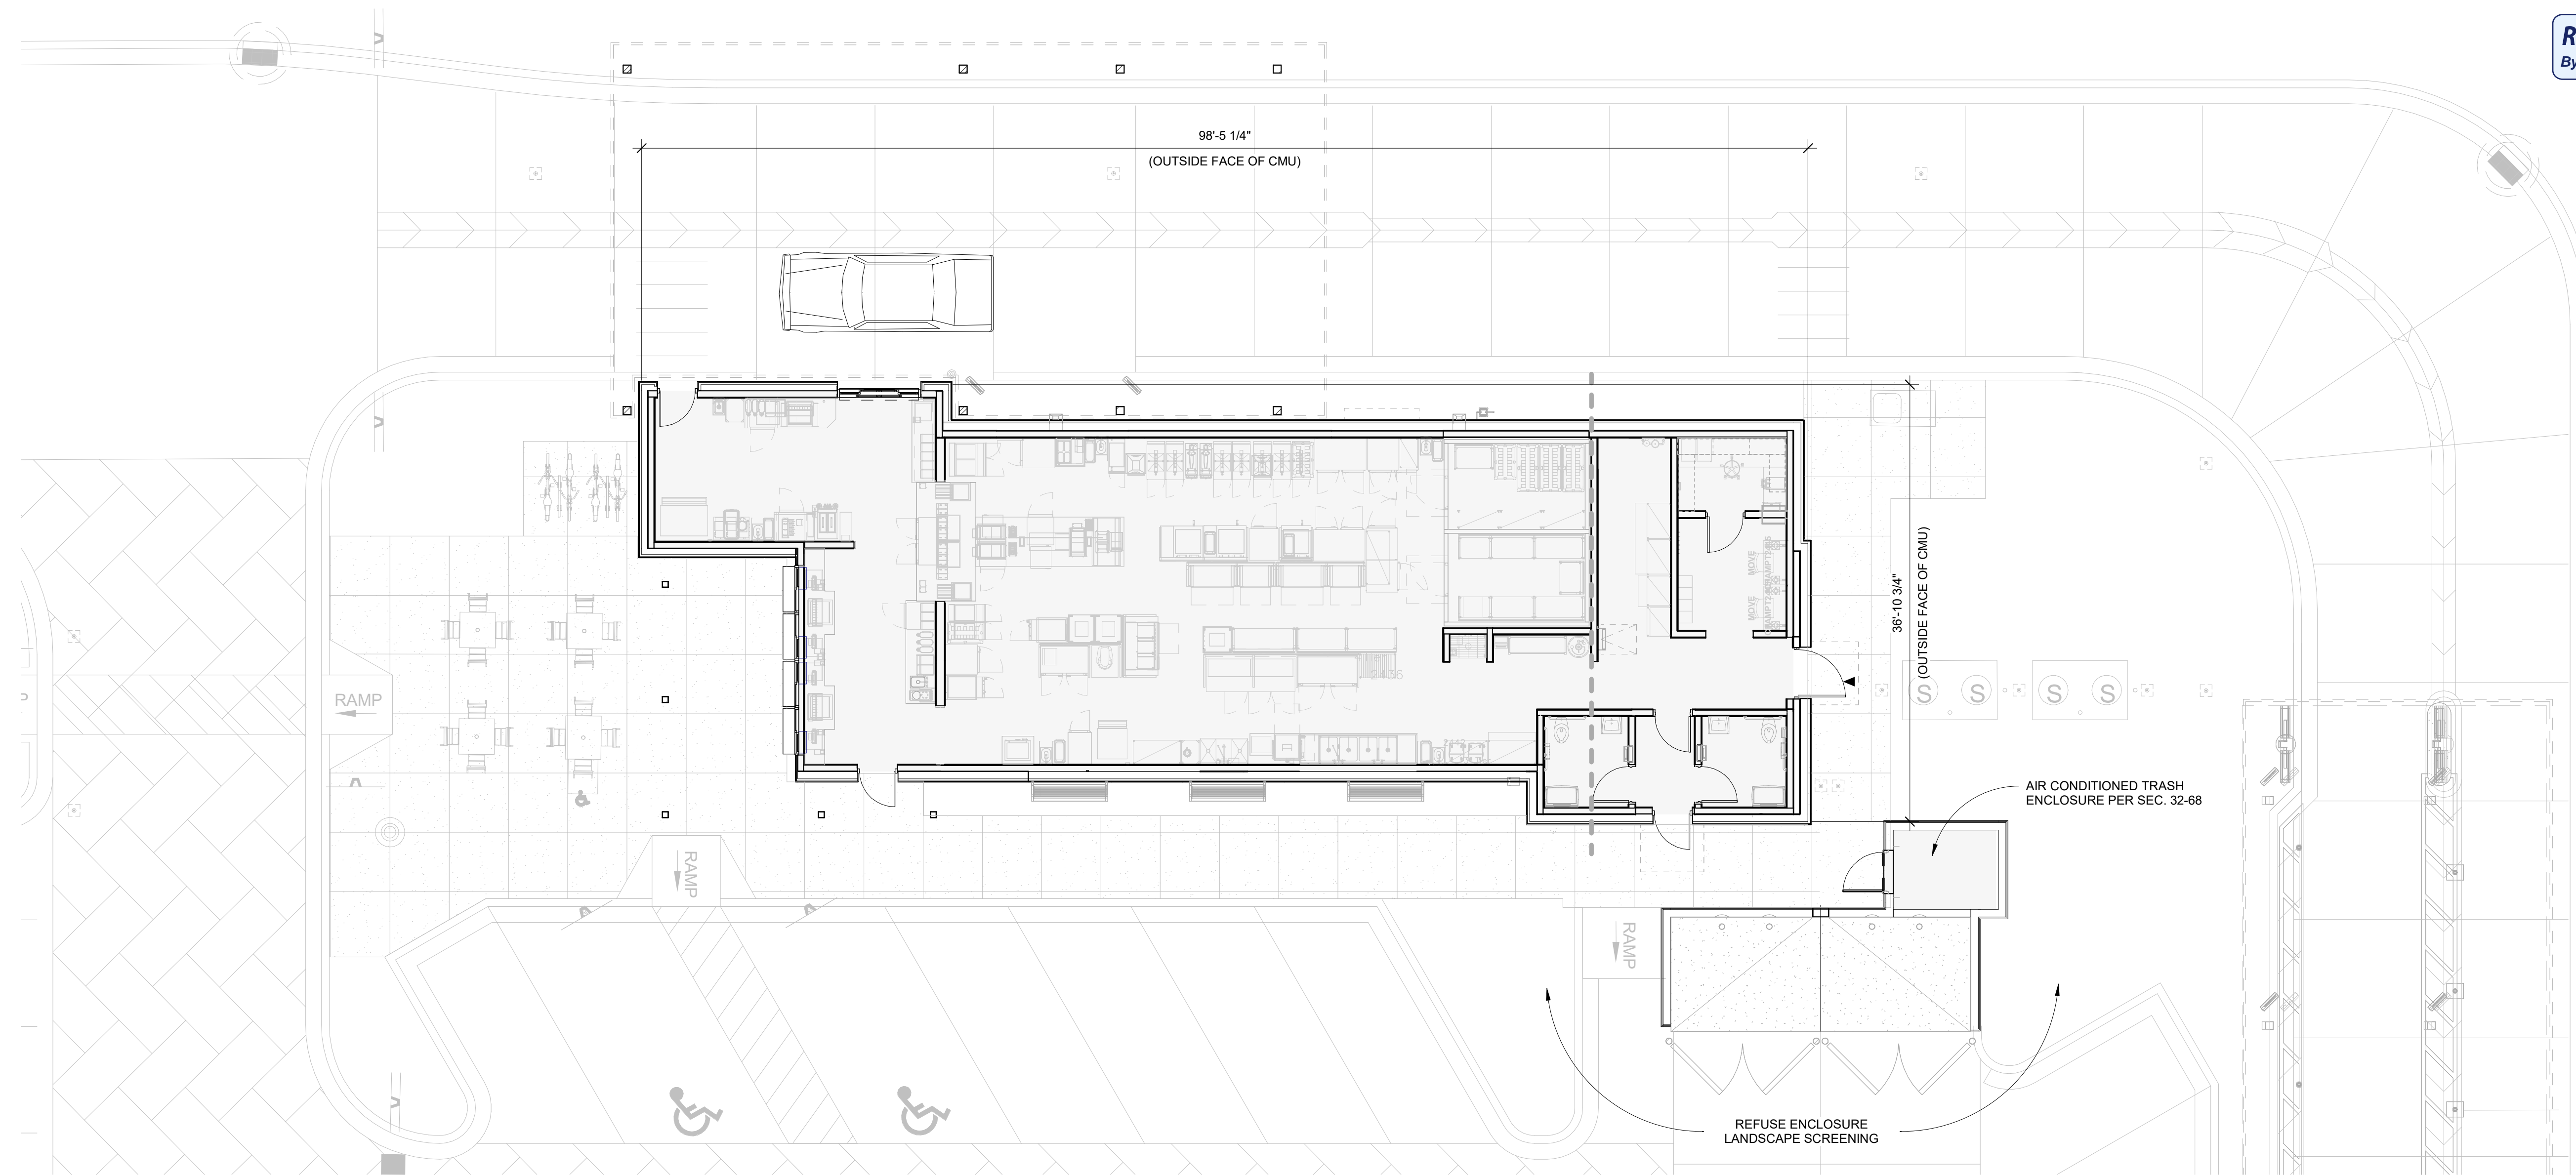 R
By
98'-5 1/4"
(OUTSIDE FACE OF CMU)
36'-10 3/4"
(OUTSIDE FACE OF CMU)
MOVE
MOVE
RAMP
S
S
S
S
AIR CONDITIONED TRASH
ENCLOSURE PER SEC. 32-68
RAMP
RAMP
REFUSE ENCLOSURE
LANDSCAPE SCREENING